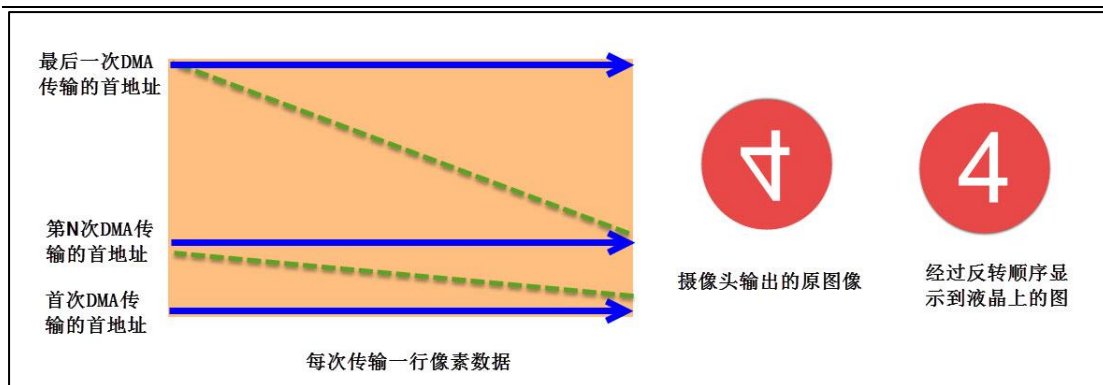 最后一次DMA
传输的首地址
第N次DMA传
输的首地址
首次DMA传
输的首地址
每次传输一行像素数据
4
摄像头输出的原图像
4
经过反转顺序显
示到液晶上的图